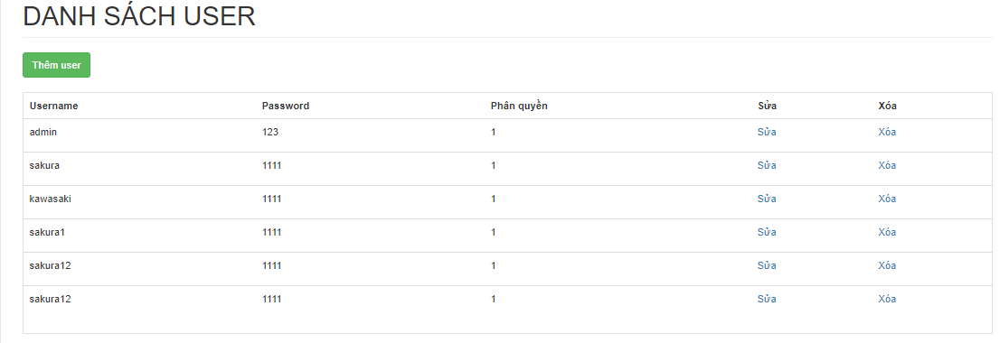 DANH SÁCH USER
Thêm user
Username Password Phân quyền Sửa Xóa
admin 123 1 Sửa Xóa
sakura 1111 1 Sửa Xóa
kawasaki 1111 1 Sửa Xóa
sakura1 1111 1 Sửa Xóa
sakura12 1111 1 Sửa Xóa
sakura12 1111 1 Sửa Xóa